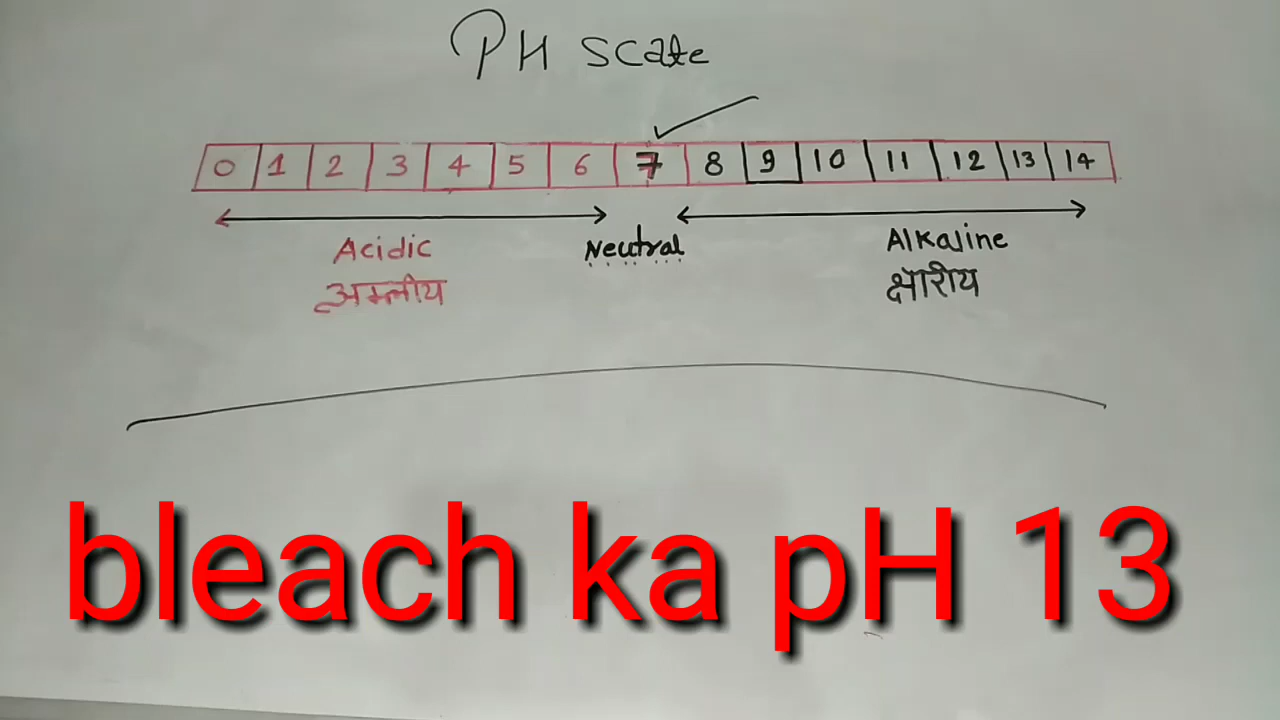 PH scale
0 1 2 3 4 5 6 7 8 9 10 11 12 13 14
Acidic Neutral Alkaline
अम्लीय क्षारीय
bleach ka pH 13